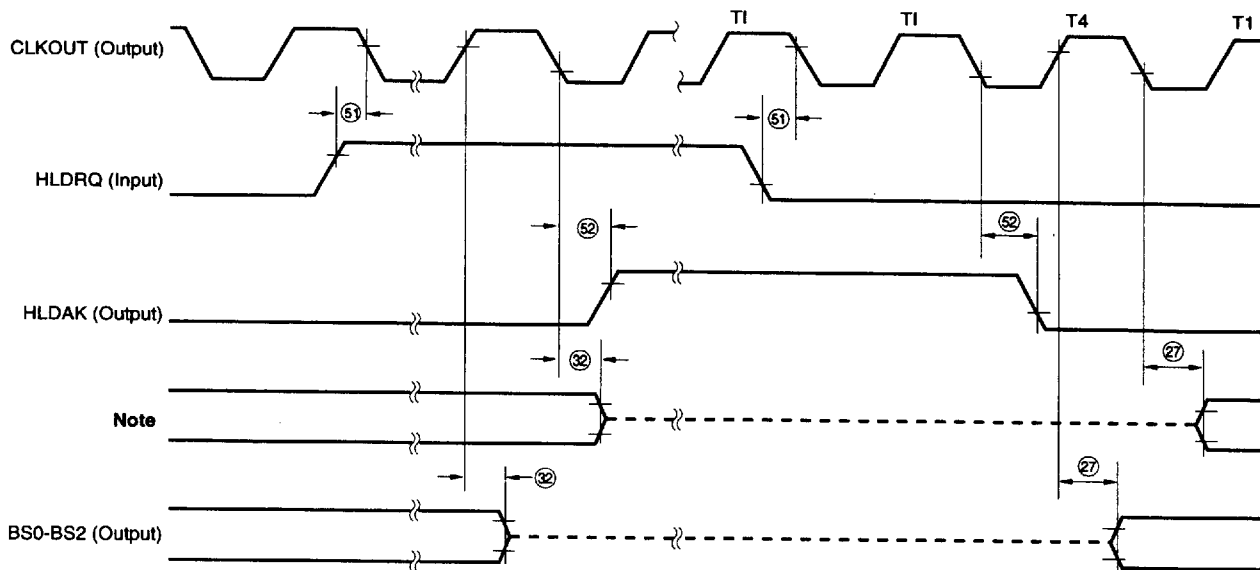 TI TI T4 T1
CLKOUT (Output)
51 51
HLDRQ (Input)
52 52
HLDAK (Output)
32 27
Note
32 27
BS0-BS2 (Output)